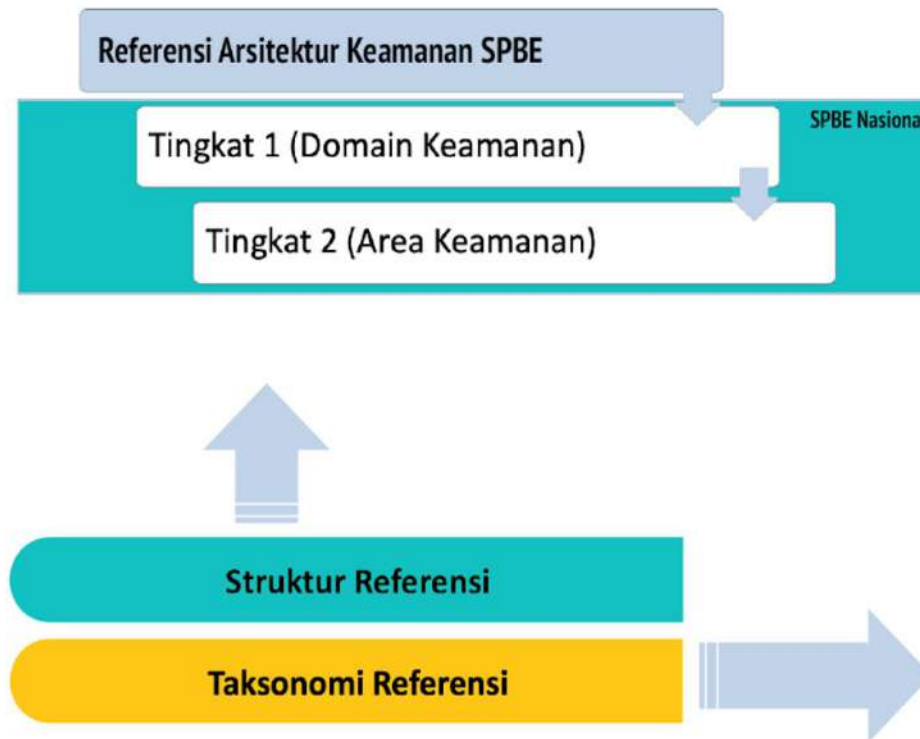 Referensi Arsitektur Keamanan SPBE
SPBE Nasiona
Tingkat 1 (Domain Keamanan)
Tingkat 2 (Area Keamanan)
Struktur Referensi
Taksonomi Referensi